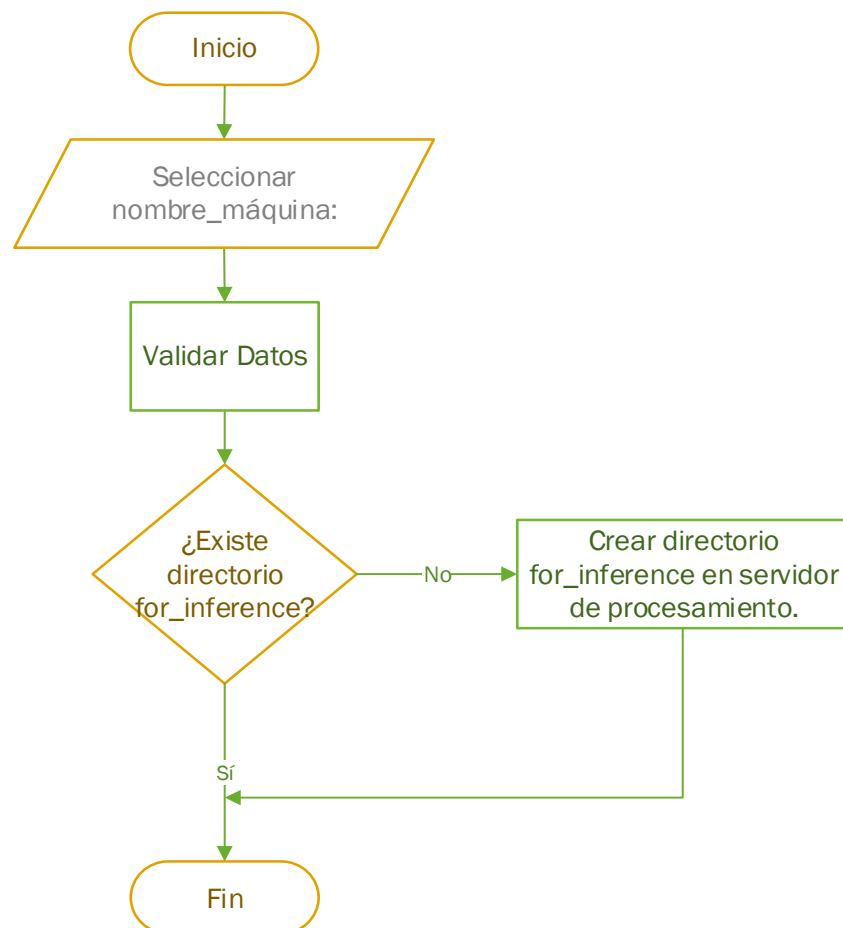 Inicio
Seleccionar
nombre_máquina:
Validar Datos
¿Existe
directorio
for_inference?
No
Crear directorio
for_inference en servidor
de procesamiento.
Sí
Fin